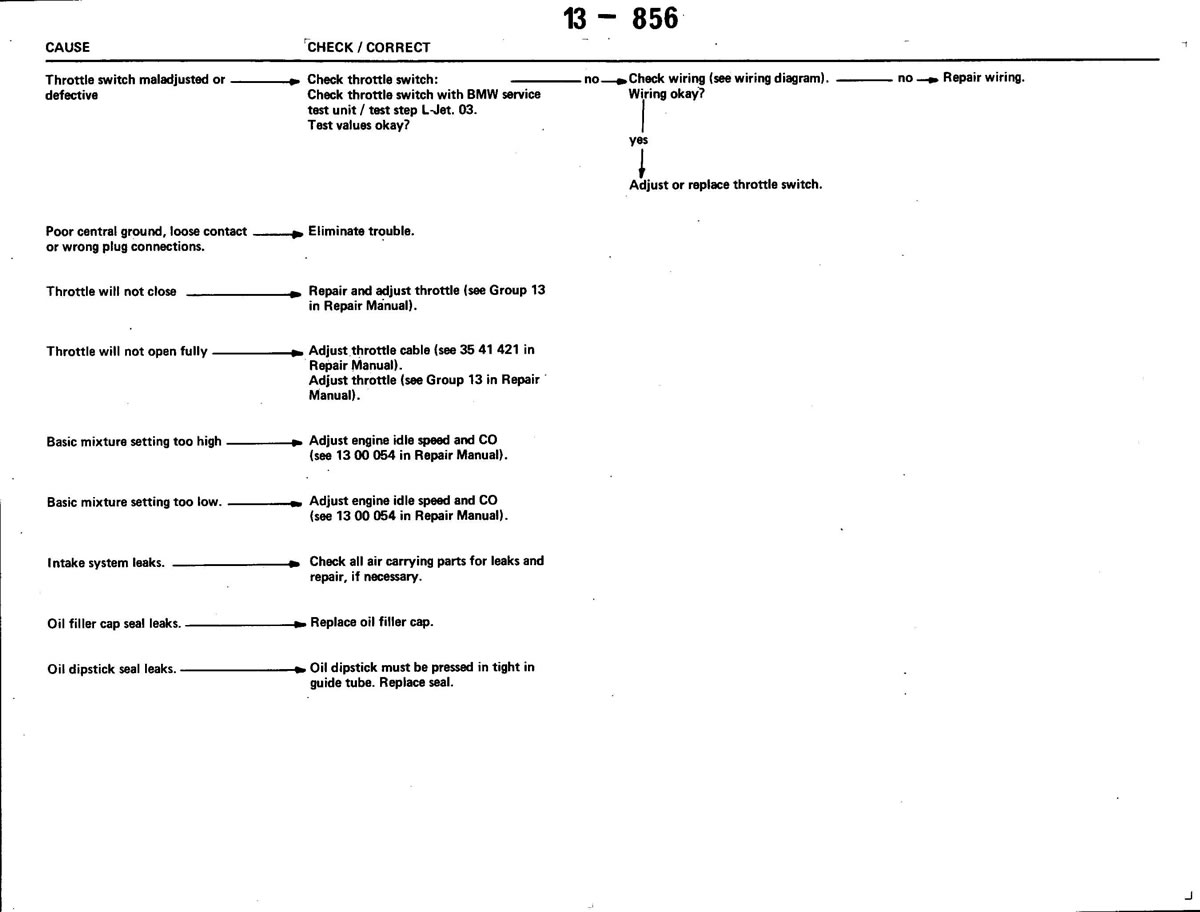 13 - 856
CAUSE
CHECK / CORRECT
Throttle switch maladjusted or
defective
Check throttle switch:
Check throttle switch with BMW service
test unit / test step L-Jet. 03.
Test values okay?
no
Check wiring (see wiring diagram).
Wiring okay?
no
Repair wiring.
yes
Adjust or replace throttle switch.
Poor central ground, loose contact
or wrong plug connections.
Eliminate trouble.
Throttle will not close
Repair and adjust throttle (see Group 13
in Repair Manual).
Throttle will not open fully
Adjust throttle cable (see 35 41 421 in
Repair Manual).
Adjust throttle (see Group 13 in Repair
Manual).
Basic mixture setting too high
Adjust engine idle speed and CO
(see 13 00 054 in Repair Manual).
Basic mixture setting too low.
Adjust engine idle speed and CO
(see 13 00 054 in Repair Manual).
Intake system leaks.
Check all air carrying parts for leaks and
repair, if necessary.
Oil filler cap seal leaks.
Replace oil filler cap.
Oil dipstick seal leaks.
Oil dipstick must be pressed in tight in
guide tube. Replace seal.